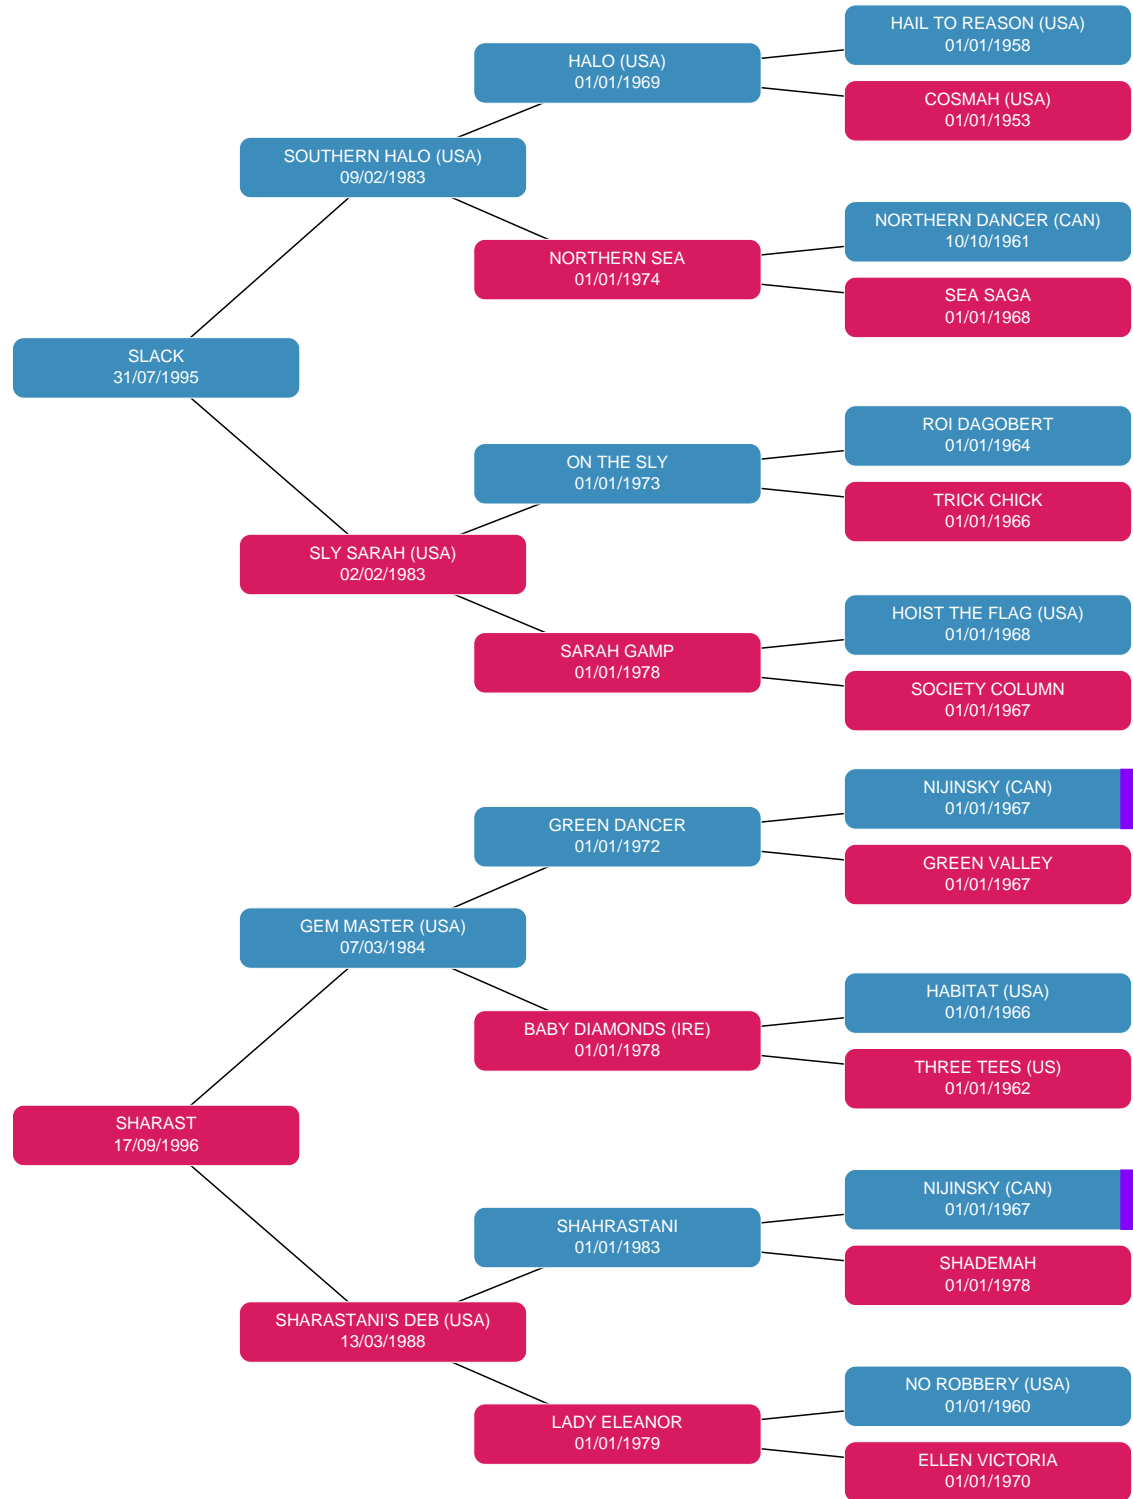 HAIL TO REASON (USA)
01/01/1958
HALO (USA)
01/01/1969
COSMAH (USA)
01/01/1953
SOUTHERN HALO (USA)
09/02/1983
NORTHERN DANCER (CAN)
10/10/1961
NORTHERN SEA
01/01/1974
SEA SAGA
01/01/1968
SLACK
31/07/1995
ROI DAGOBERT
01/01/1964
ON THE SLY
01/01/1973
TRICK CHICK
01/01/1966
SLY SARAH (USA)
02/02/1983
HOIST THE FLAG (USA)
01/01/1968
SARAH GAMP
01/01/1978
SOCIETY COLUMN
01/01/1967
NIJINSKY (CAN)
01/01/1967
GREEN DANCER
01/01/1972
GREEN VALLEY
01/01/1967
GEM MASTER (USA)
07/03/1984
HABITAT (USA)
01/01/1966
BABY DIAMONDS (IRE)
01/01/1978
THREE TEES (US)
01/01/1962
SHARAST
17/09/1996
NIJINSKY (CAN)
01/01/1967
SHAHRASTANI
01/01/1983
SHADEMAH
01/01/1978
SHARASTANI'S DEB (USA)
13/03/1988
NO ROBBERY (USA)
01/01/1960
LADY ELEANOR
01/01/1979
ELLEN VICTORIA
01/01/1970